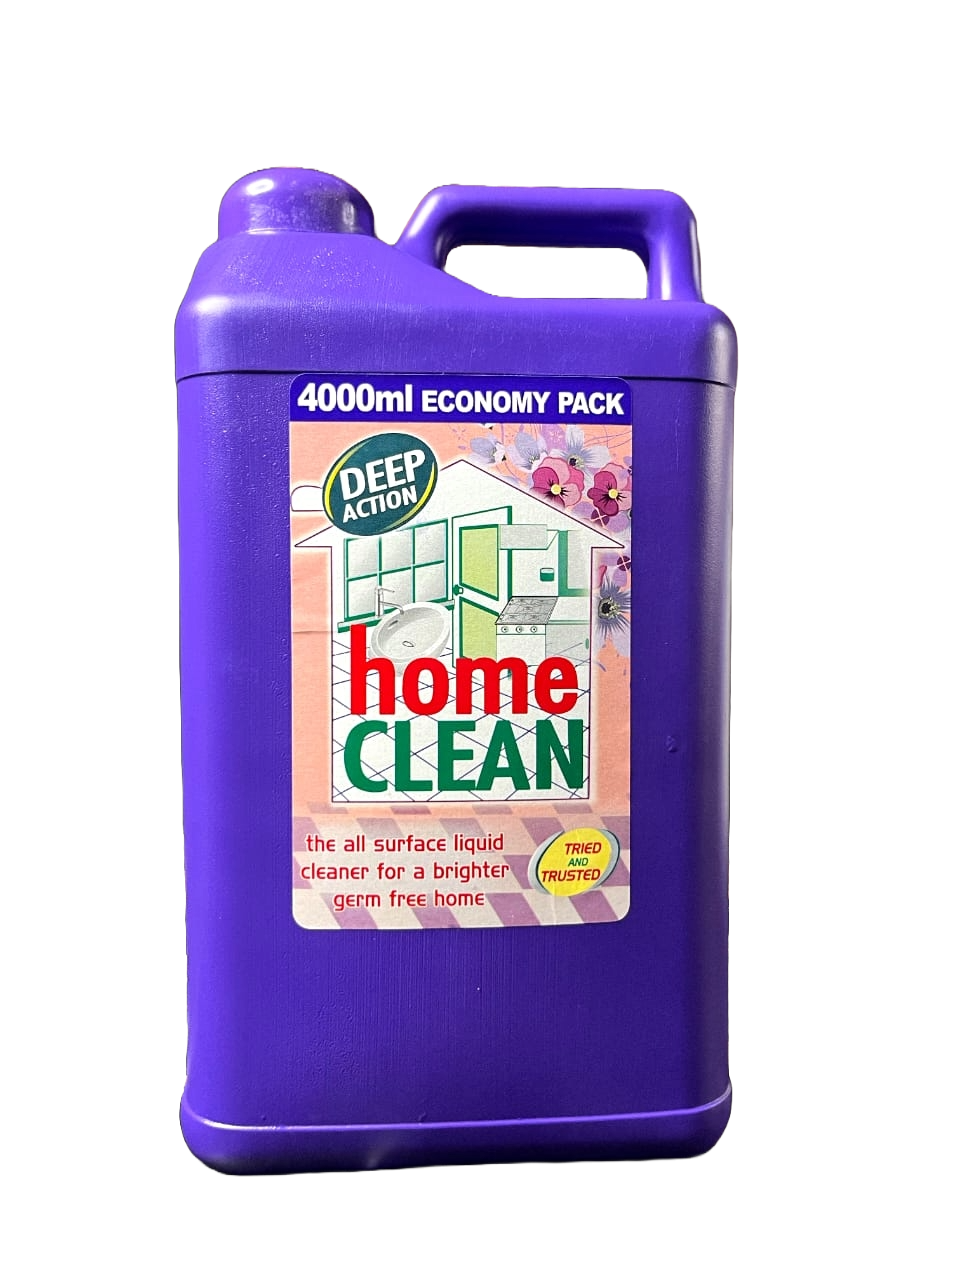 4000ml ECONOMY PACK
DEEP
ACTION
home
CLEAN
the all surface liquid
cleaner for a brighter
germ free home
TRIED
AND
TRUSTED